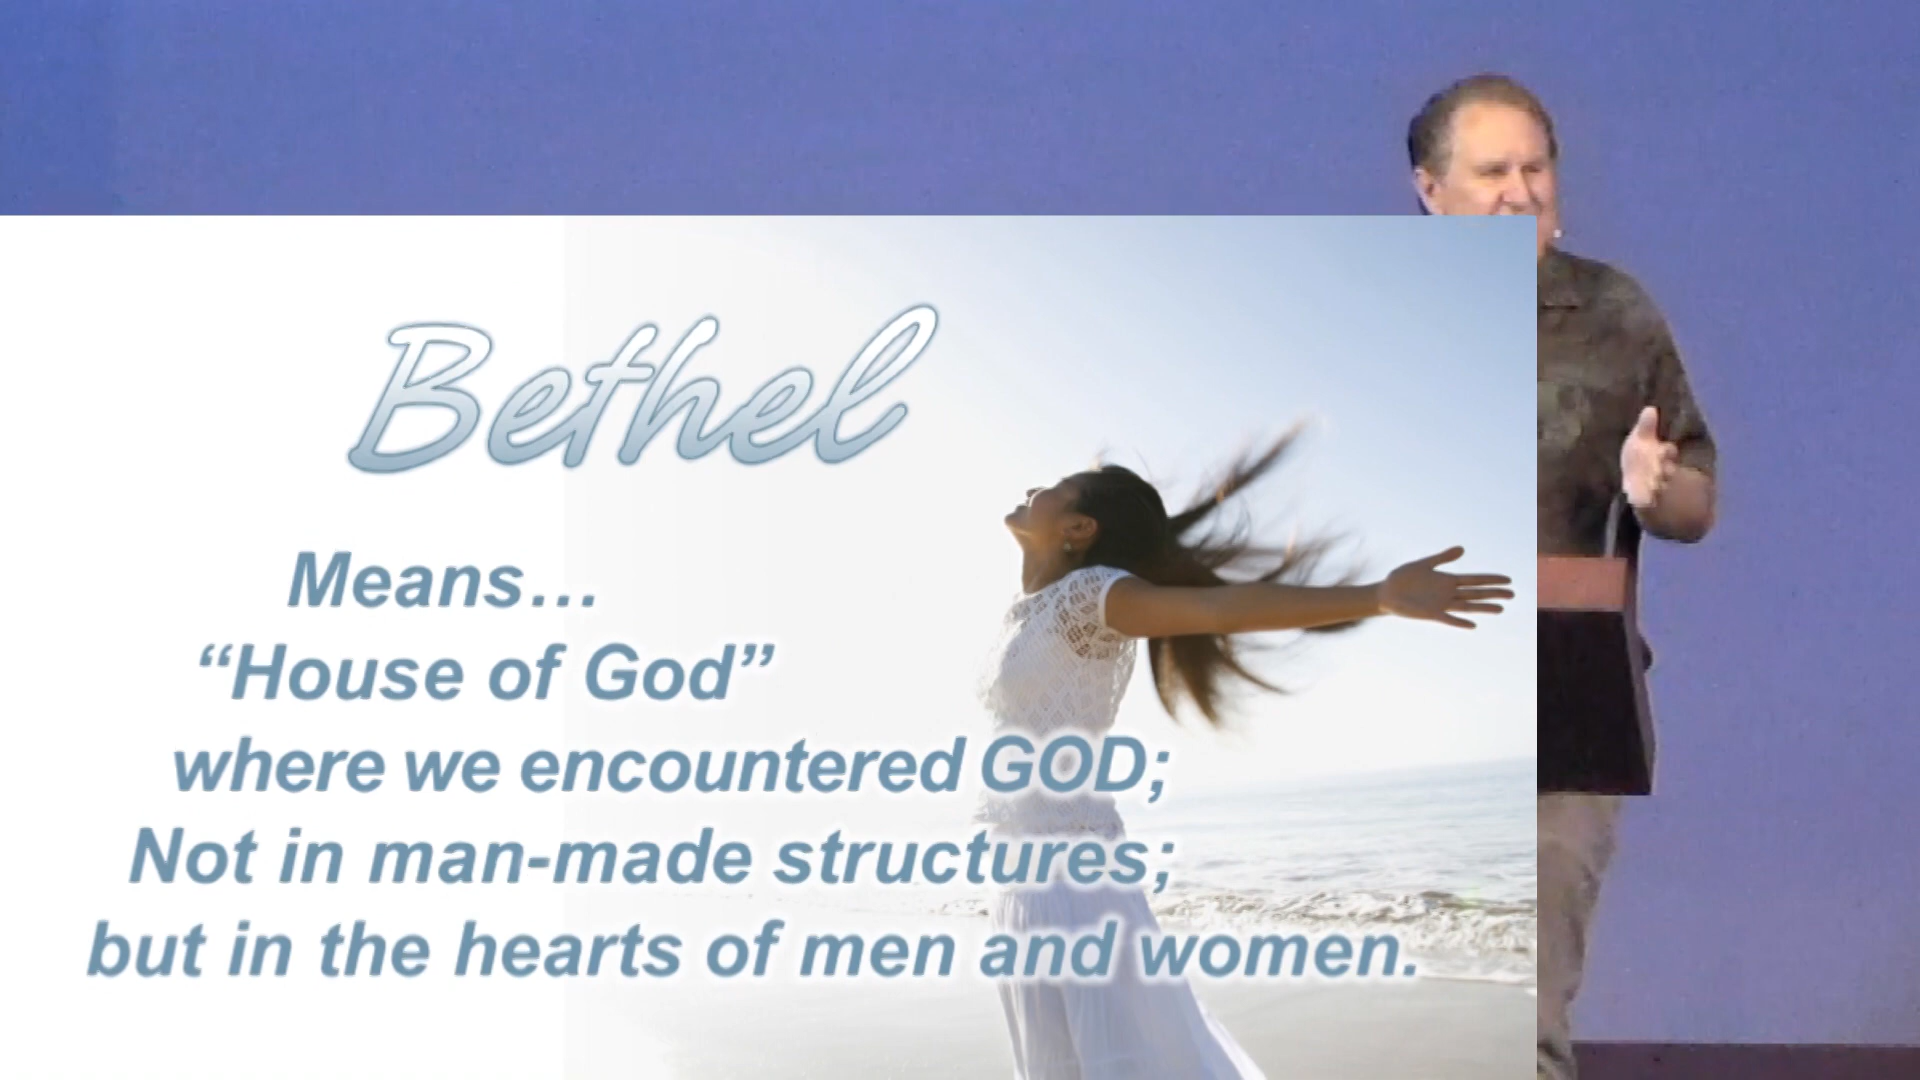 Bethel
Means…
“House of God”
where we encountered GOD;
Not in man-made structures;
but in the hearts of men and women.